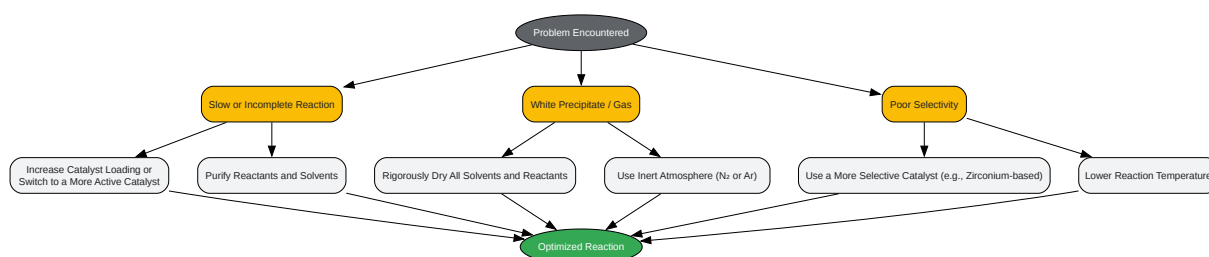 Problem Encountered
Slow or Incomplete Reaction
White Precipitate / Gas
Poor Selectivity
Increase Catalyst Loading or
Switch to a More Active Catalyst
Purify Reactants and Solvents
Rigorously Dry All Solvents and Reactants
Use Inert Atmosphere (N₂ or Ar)
Use a More Selective Catalyst (e.g., Zirconium-based)
Lower Reaction Temperature
Optimized Reaction